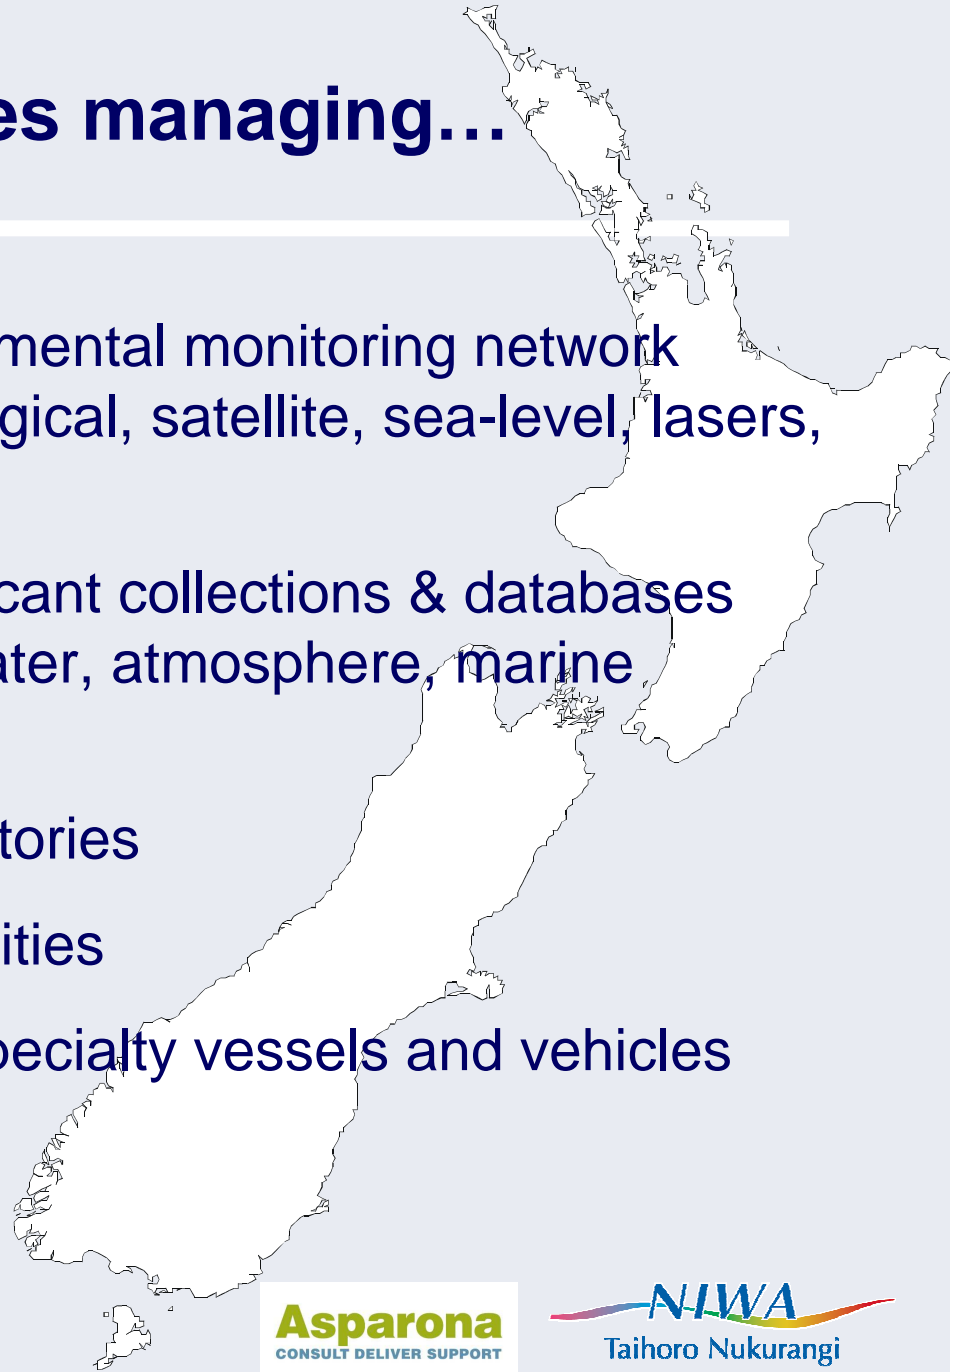 es managing…
mental monitoring network
gical, satellite, sea-level, lasers,
cant collections & databases
ater, atmosphere, marine
tories
ities
pecialty vessels and vehicles
Asparona
CONSULT DELIVER SUPPORT
NIWA
Taihoro Nukurangi